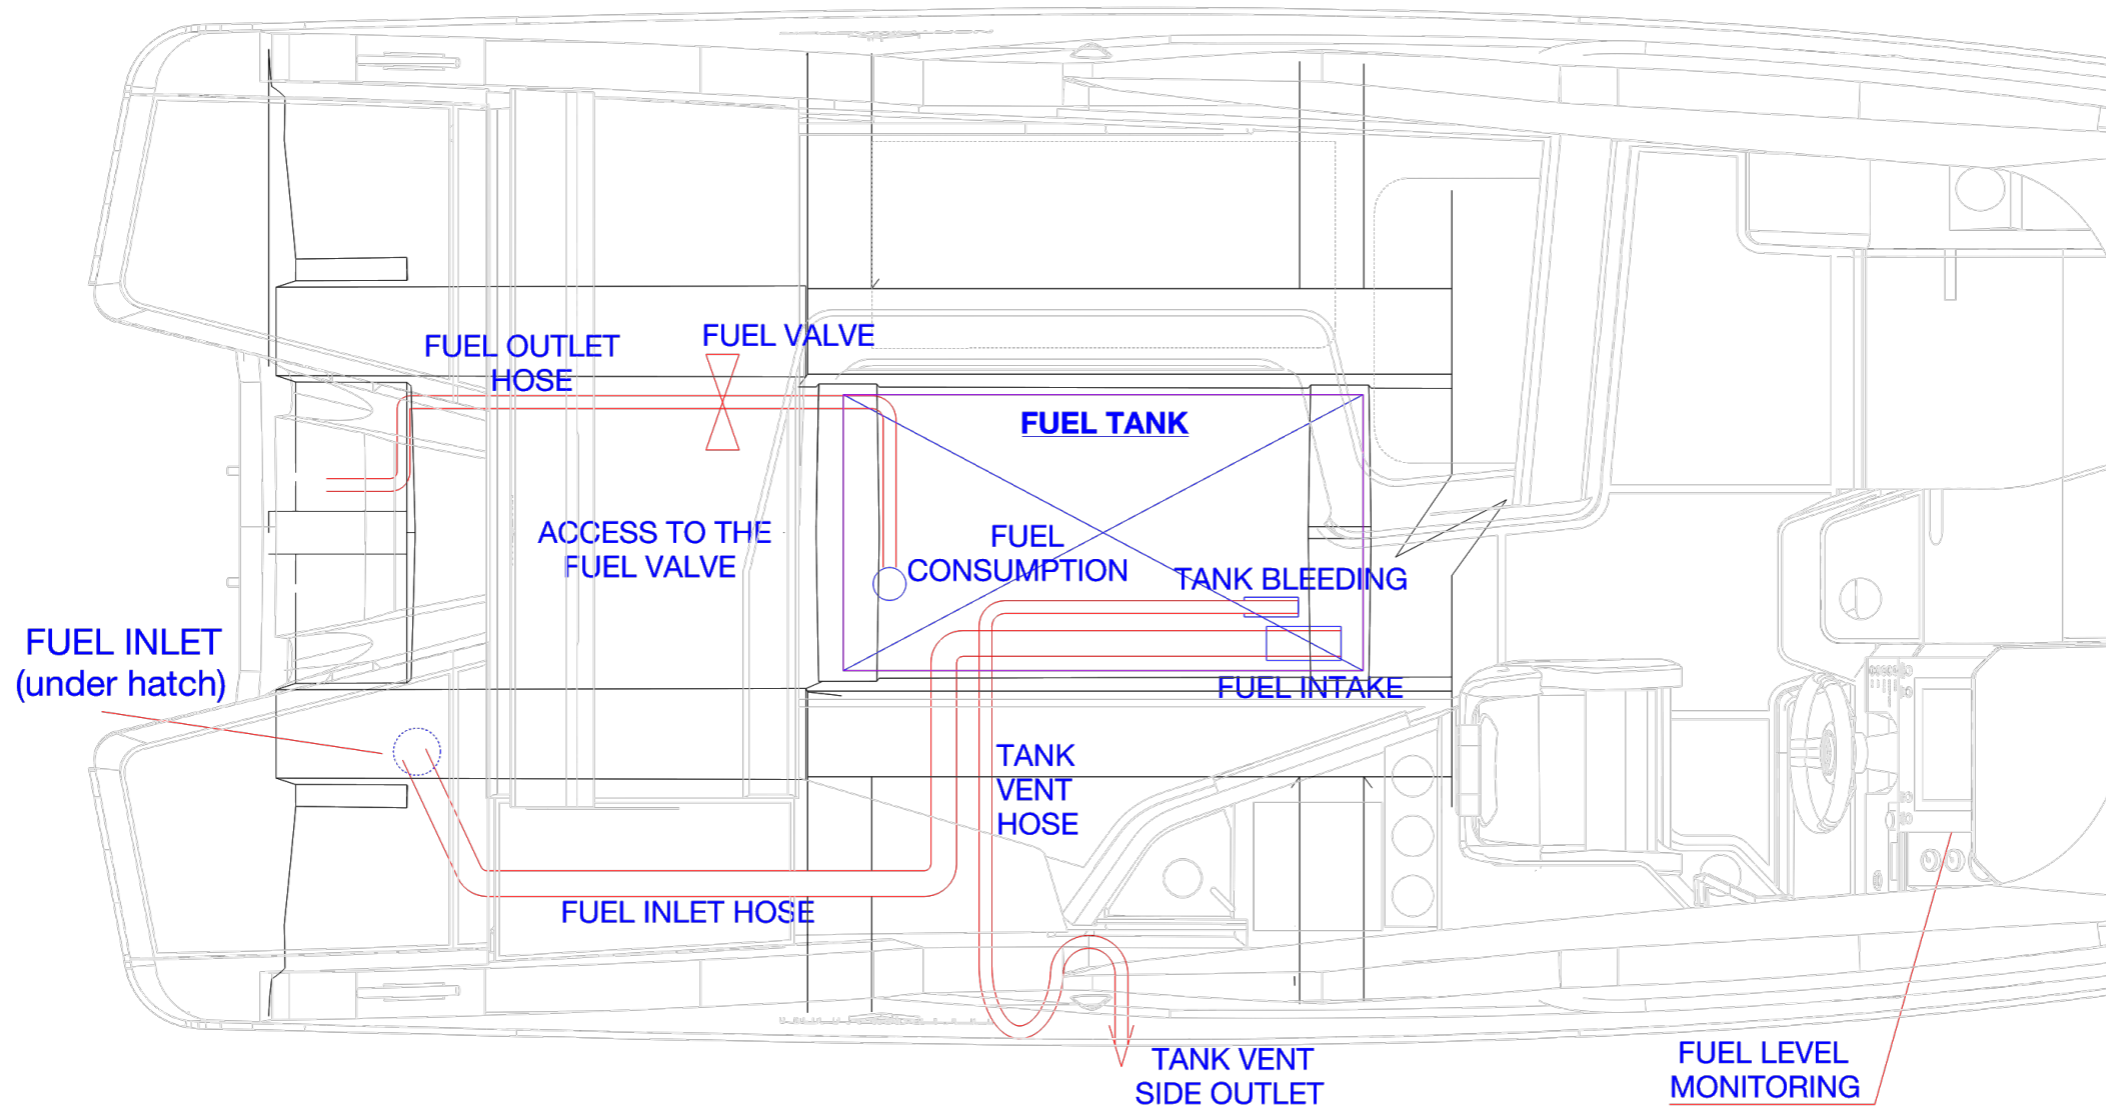 FUEL OUTLET
HOSE
FUEL VALVE
FUEL TANK
ACCESS TO THE
FUEL VALVE
FUEL
CONSUMPTION
TANK BLEEDING
FUEL INLET
(under hatch)
FUEL INTAKE
TANK
VENT
HOSE
FUEL INLET HOSE
TANK VENT
SIDE OUTLET
FUEL LEVEL
MONITORING